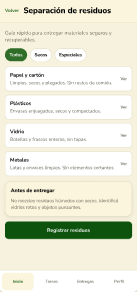 Volver Separación de residuos
Guía rápida para entregar materiales seguros y
recuperables.
Todos Secos Especiales
Papel y cartón
Limpios, secos y plegados. Sin restos de comida.
Ver
Plásticos
Envases enjuagados, secos y compactados.
Ver
Vidrio
Botellas y frascos enteros, sin tapas.
Ver
Metales
Latas y envases limpios. Sin elementos cortantes.
Ver
Antes de entregar
No mezcles residuos húmedos con secos. Identificá
vidrios rotos y objetos punzantes.
Registrar residuos
Inicio Tareas Entregas Perfil